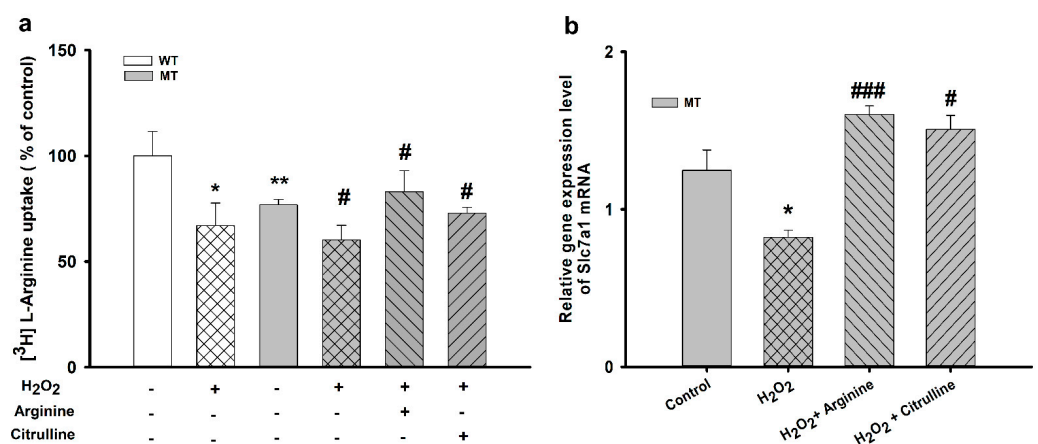 a
[³H] L-Arginine uptake ( % of control)
150
100
50
0
WT
MT
*
**
#
#
#
H₂O₂ - + - + + +
Arginine - - - - + -
Citrulline - - - - - +
b
Relative gene expression level
of Slc7a1 mRNA
2
1
0
MT
*
###
#
Control
H₂O₂
H₂O₂+ Arginine
H₂O₂ + Citrulline